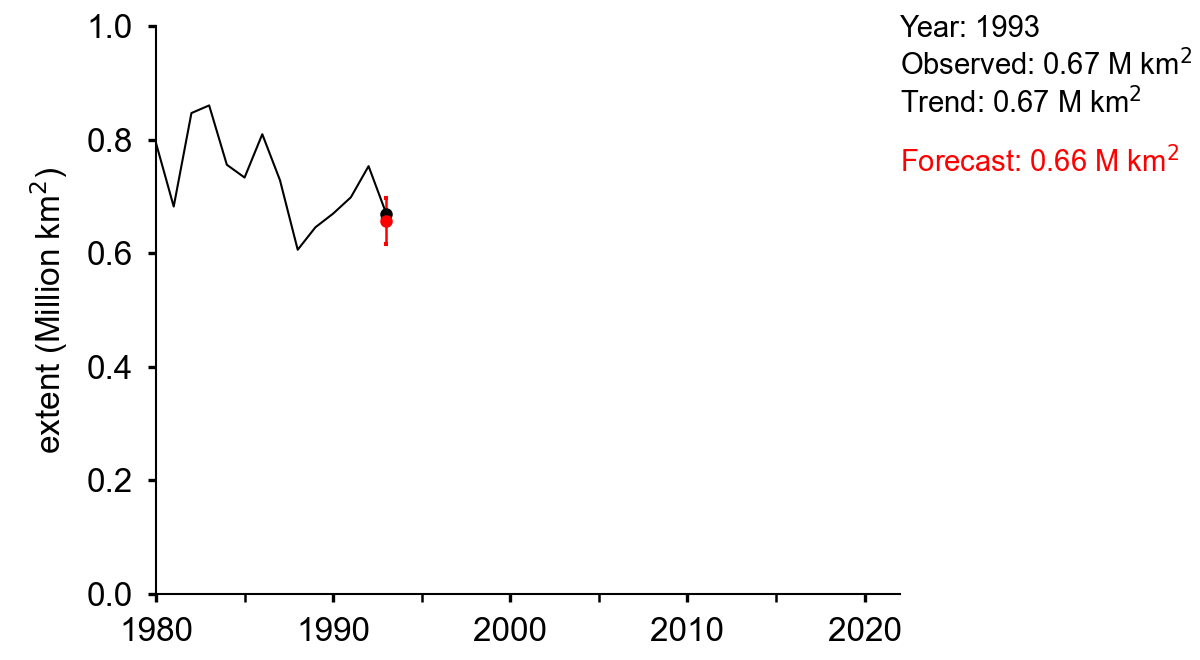 Year: 1993
Observed: 0.67 M km²
Trend: 0.67 M km²
Forecast: 0.66 M km²
extent (Million km²)
1.0
0.8
0.6
0.4
0.2
0.0
1980 1990 2000 2010 2020